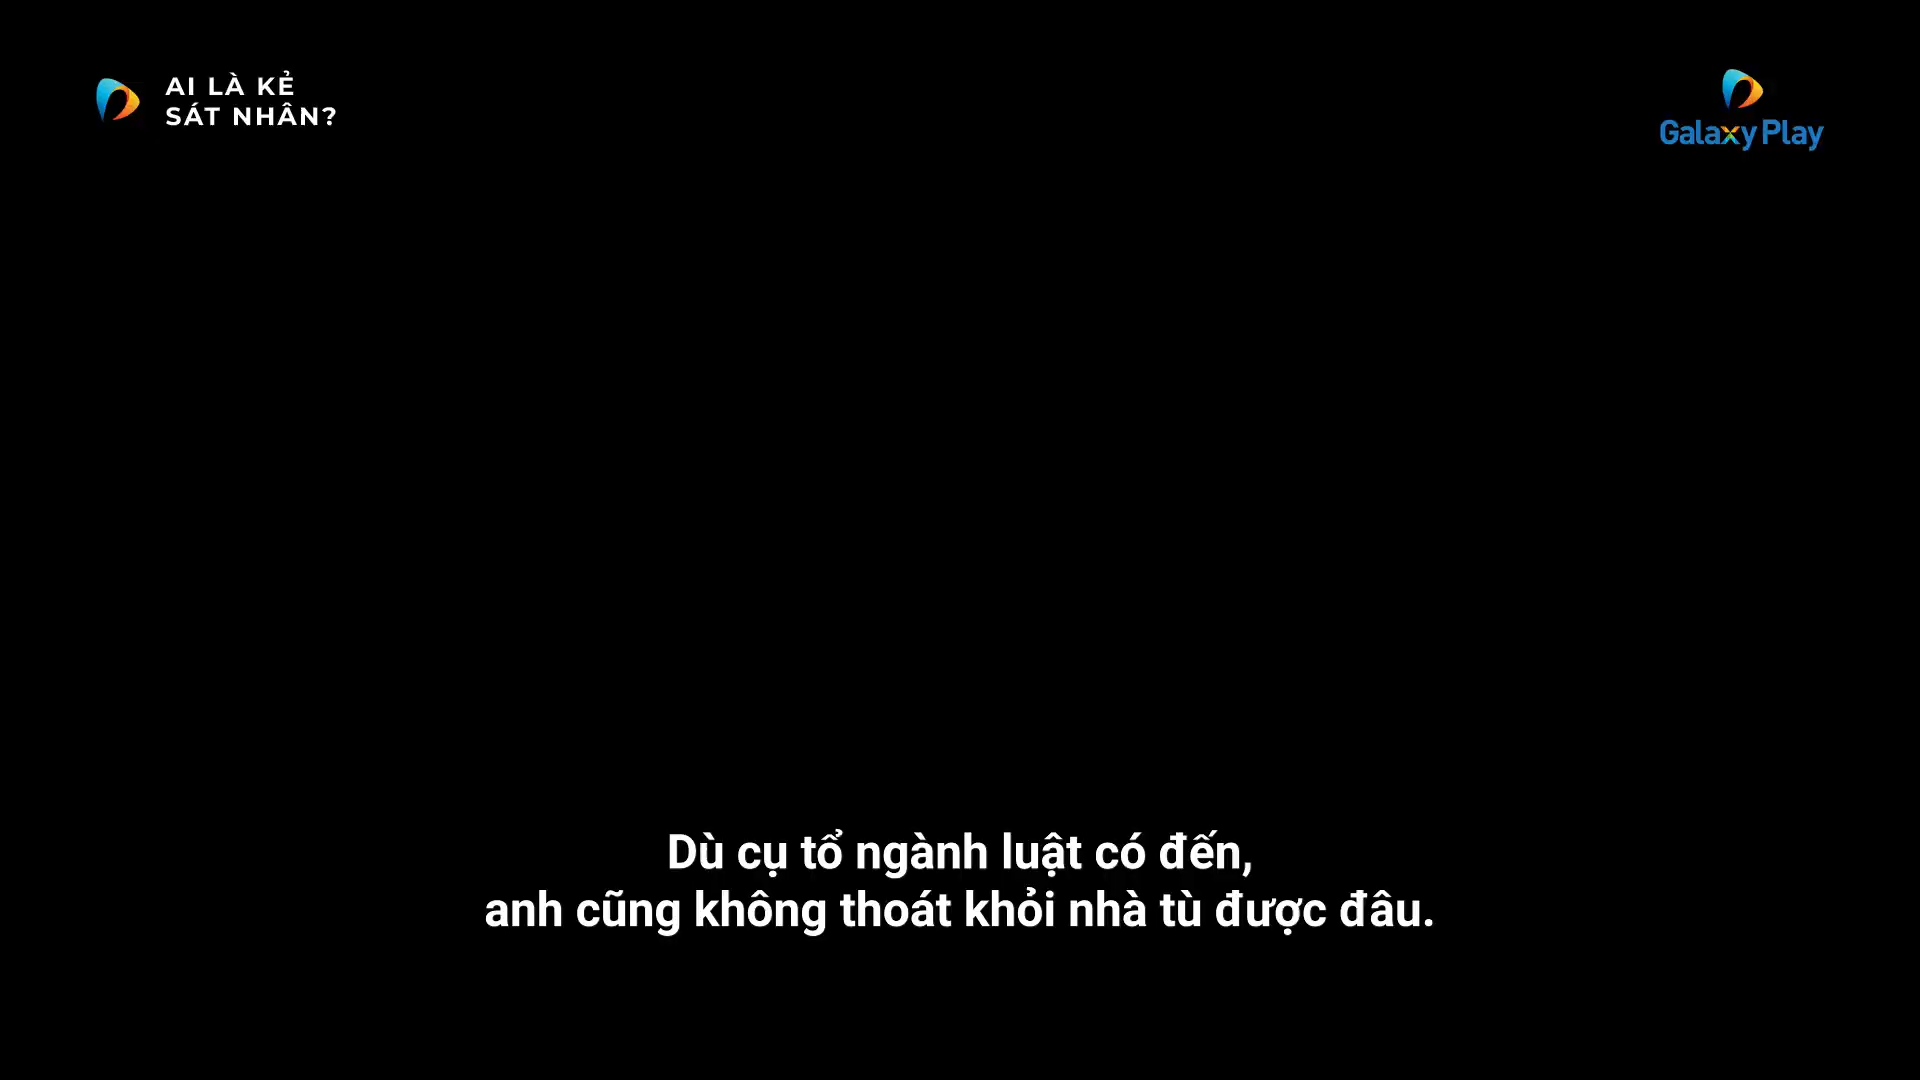 AI LÀ KẺ
SÁT NHÂN?
Galaxy Play
Dù cụ tổ ngành luật có đến,
anh cũng không thoát khỏi nhà tù được đâu.